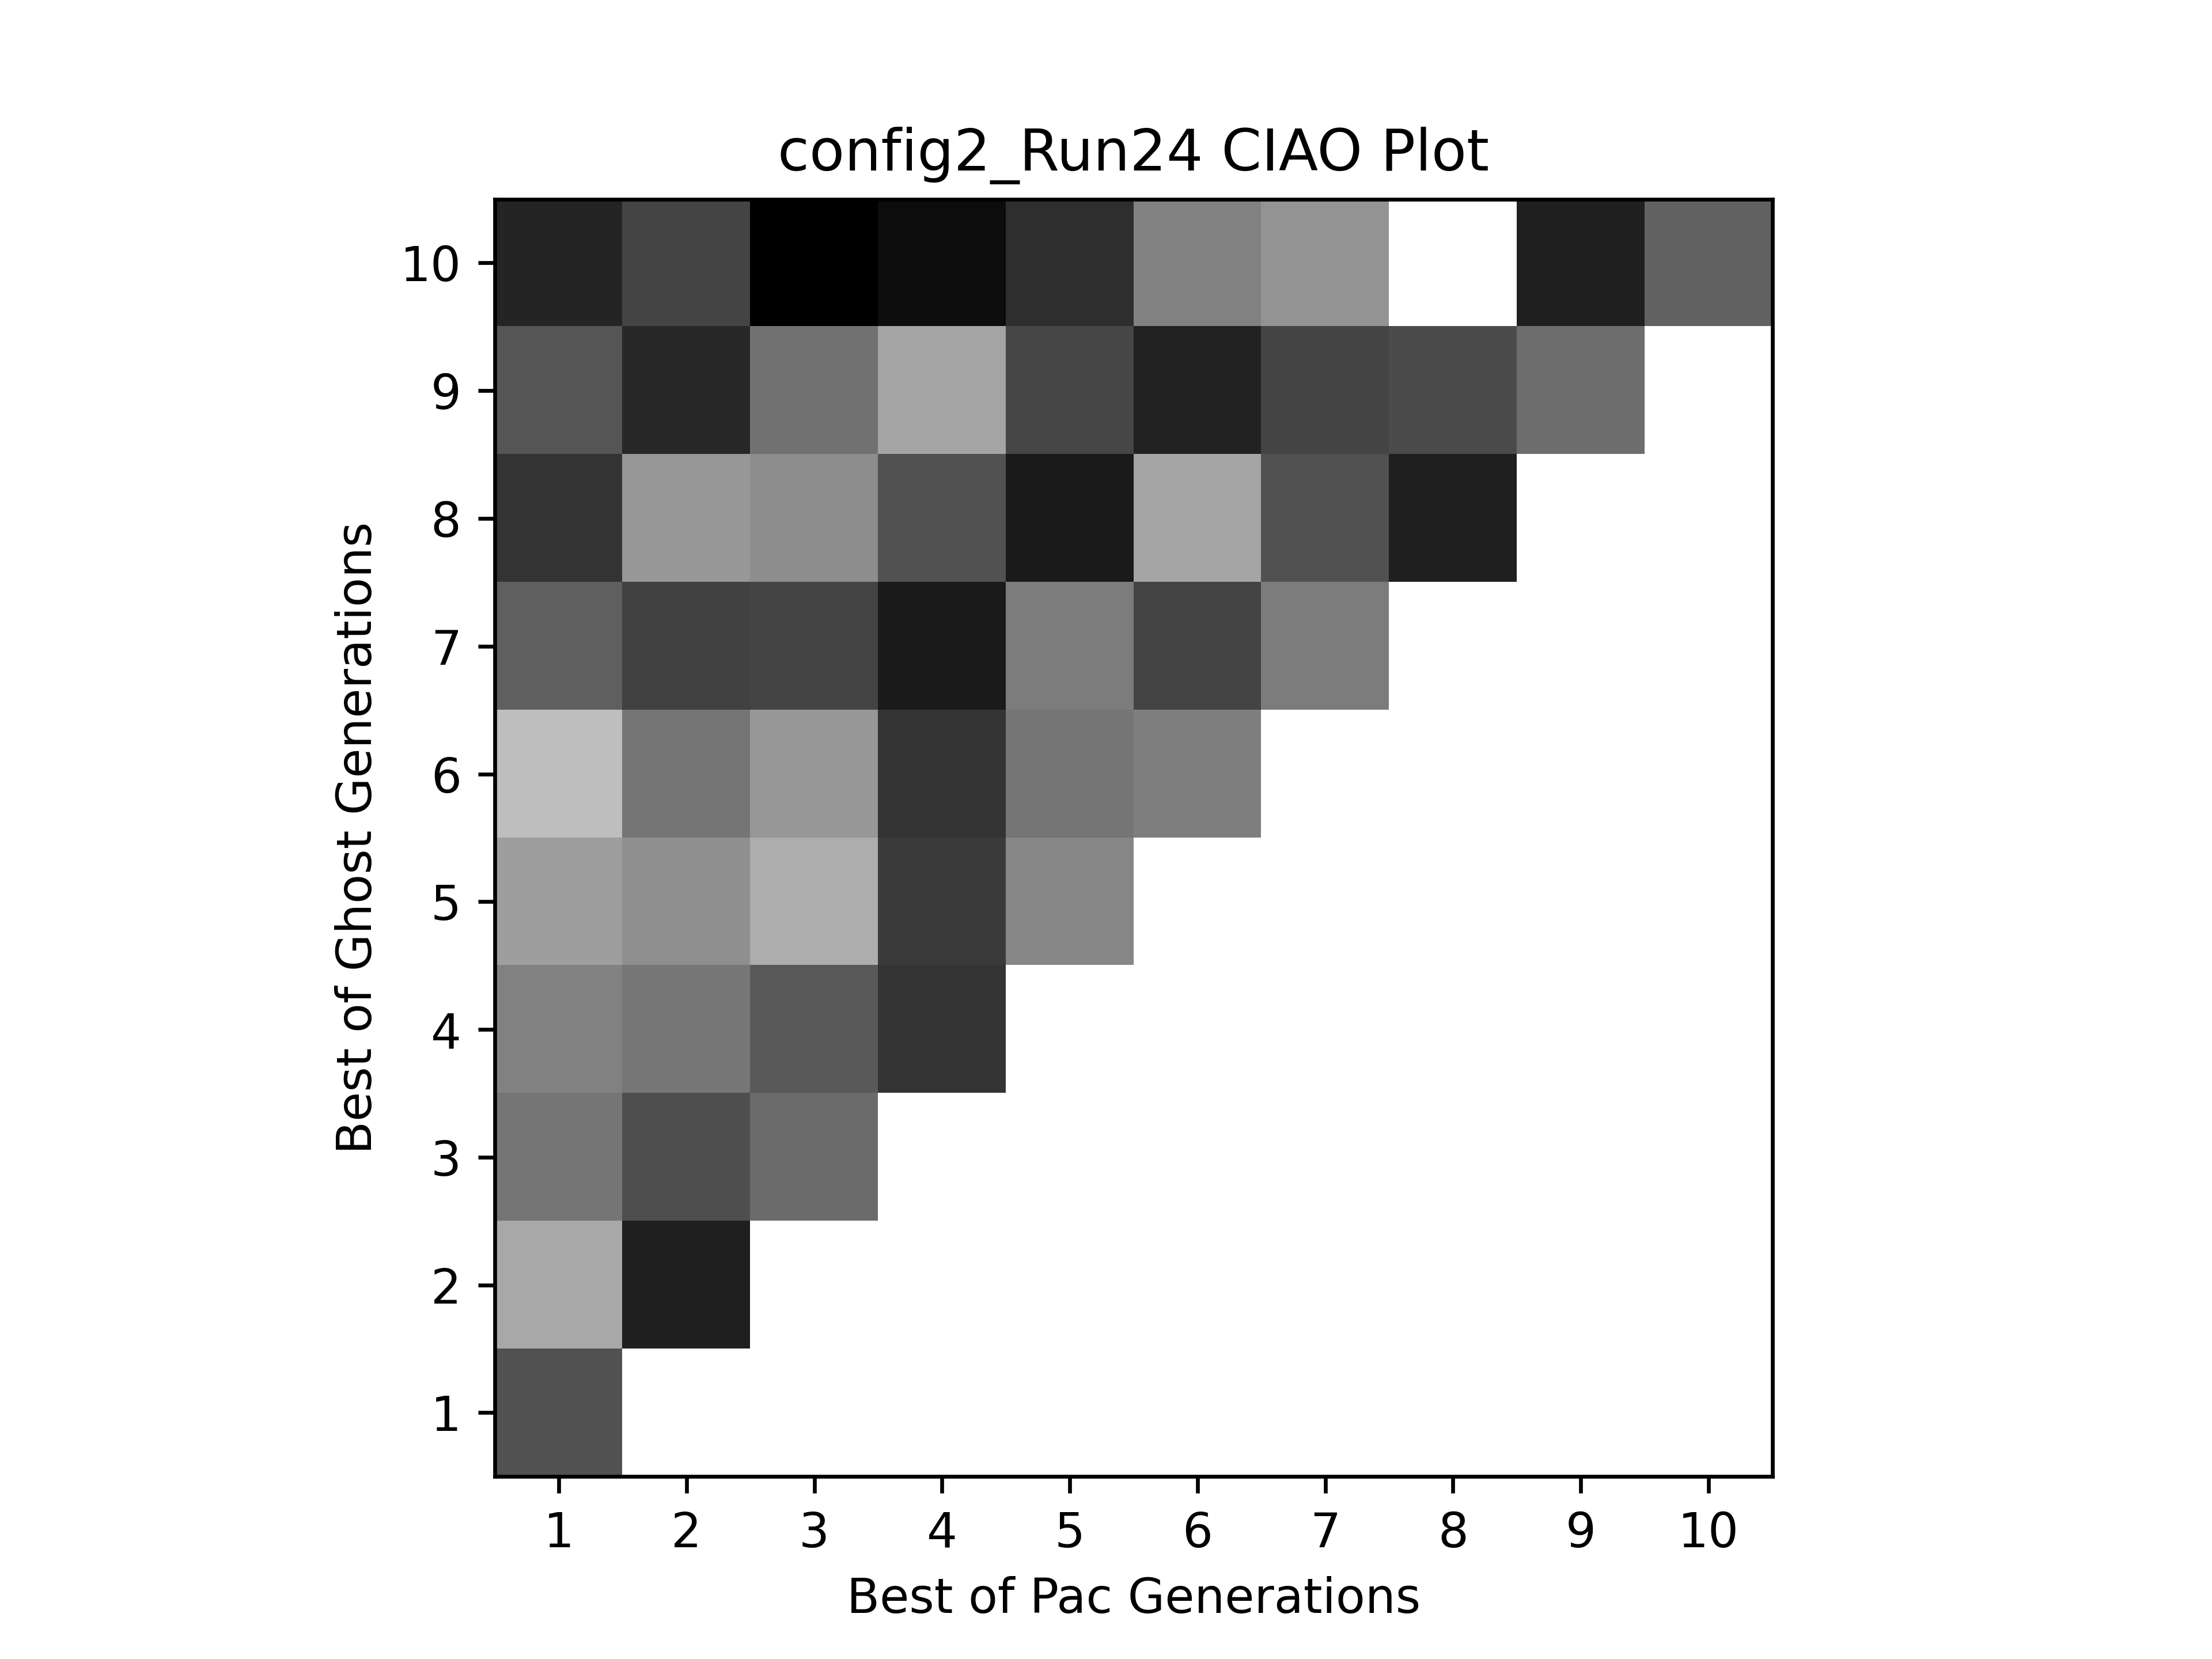 config2_Run24 CIAO Plot
10
9
8
7
6
5
4
3
2
1
Best of Ghost Generations
1 2 3 4 5 6 7 8 9 10
Best of Pac Generations